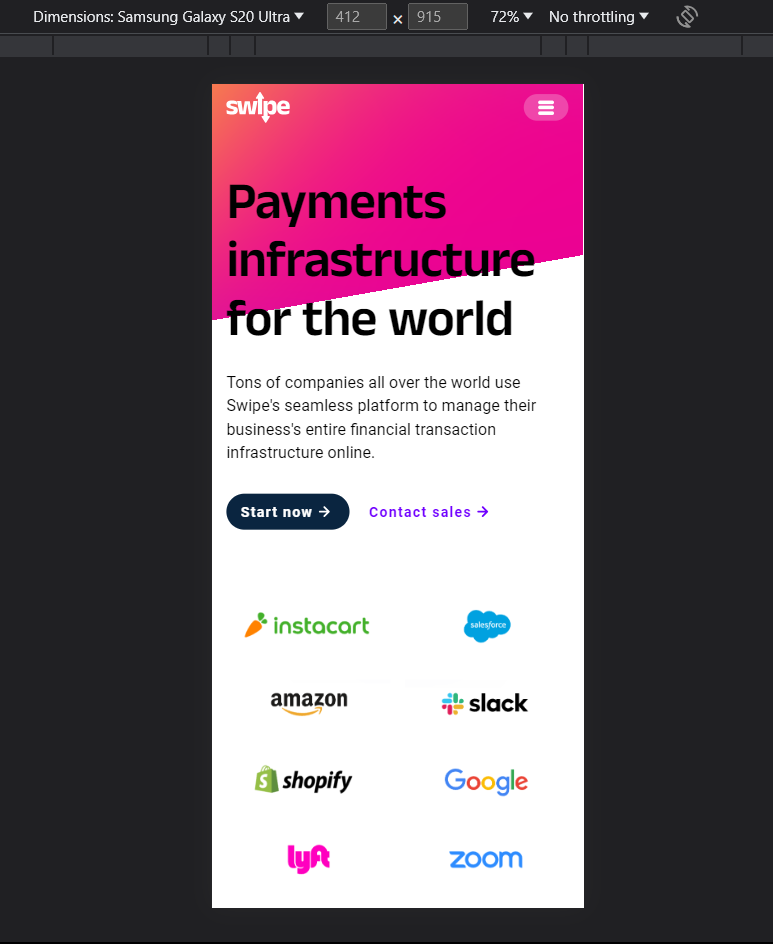 Dimensions: Samsung Galaxy S20 Ultra 412 × 915 72% No throttling
swipe
Payments
infrastructure
for the world
Tons of companies all over the world use
Swipe's seamless platform to manage their
business's entire financial transaction
infrastructure online.
Start now → Contact sales →
instacart salesforce
amazon slack
shopify Google
lyft zoom